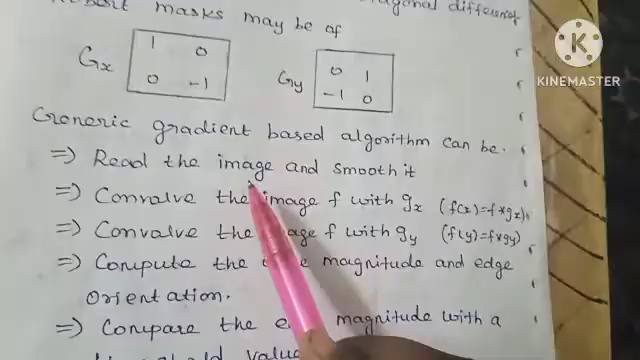 masks may be of
Gx 1 0
0 -1
Gy 0 1
-1 0
KINEMASTER
Generic gradient based algorithm can be.
=> Read the image and smooth it
=> Convalve the image f with gx (f(x)=f*gx)
=> Convalve the image f with gy (f(y)=f*gy)
=> Compute the magnitude and edge
Orientation.
=> Compare the magnitude with a